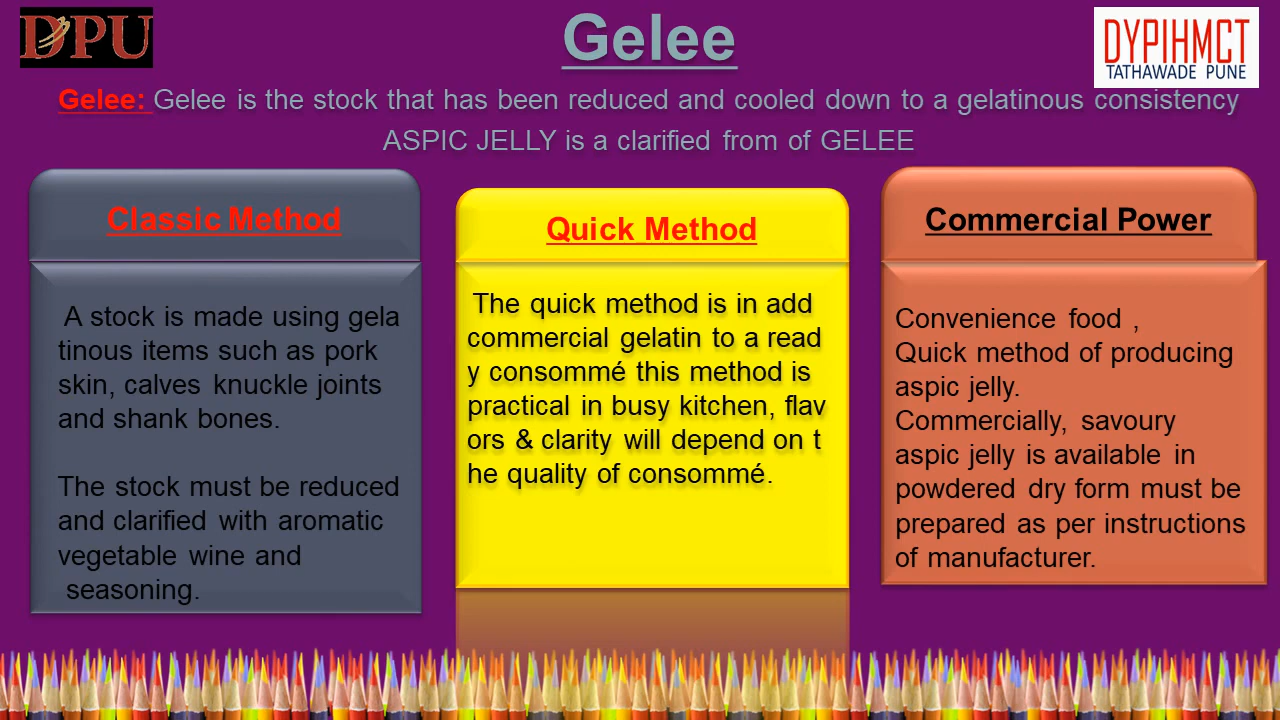 DPU
Gelee
DYPIHMCT
TATHAWADE PUNE
Gelee: Gelee is the stock that has been reduced and cooled down to a gelatinous consistency
ASPIC JELLY is a clarified from of GELEE
Classic Method
A stock is made using gela
tinous items such as pork
skin, calves knuckle joints
and shank bones.
The stock must be reduced
and clarified with aromatic
vegetable wine and
seasoning.
Quick Method
The quick method is in add
commercial gelatin to a read
y consommé this method is
practical in busy kitchen, flav
ors & clarity will depend on t
he quality of consommé.
Commercial Power
Convenience food ,
Quick method of producing
aspic jelly.
Commercially, savoury
aspic jelly is available in
powdered dry form must be
prepared as per instructions
of manufacturer.